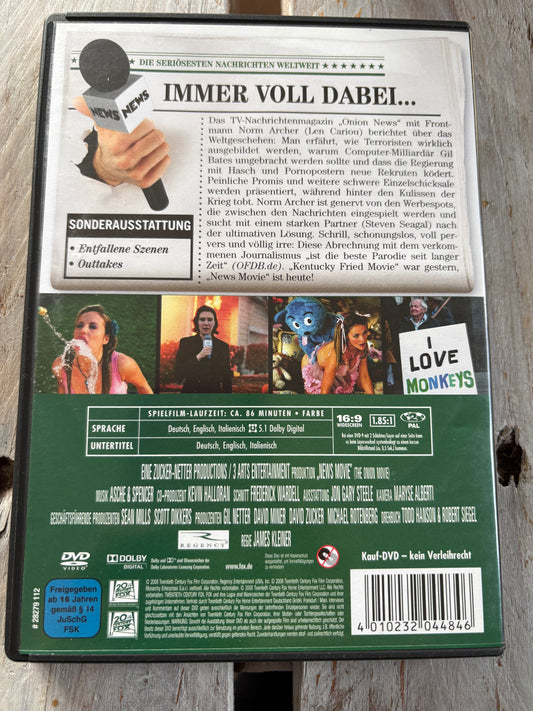 DIE SERIÖSESTEN NACHRICHTEN WELTWEIT
NEWS NEWS
IMMER VOLL DABEI...
Das TV-Nachrichtenmagazin „Onion News" mit Front-
mann Norm Archer (Len Cariou) berichtet über das
Weltgeschehen: Man erfährt, wie Terroristen wirklich
ausgebildet werden, warum Computer-Milliardär Gil
Bates umgebracht werden sollte und dass die Regierung
mit Hasch und Pornopostern neue Rekruten ködert.
Peinliche Promis und weitere schwere Einzelschicksale
werden präsentiert, während hinter den Kulissen der
Krieg tobt. Norm Archer ist genervt von den Werbespots,
die zwischen den Nachrichten eingespielt werden und
sucht mit einem starken Partner (Steven Seagal) nach
der ultimativen Lösung. Schrill, schonungslos, voll per-
vers und völlig irre: Diese Abrechnung mit dem verkom-
menen Journalismus „ist die beste Parodie seit langer
Zeit" (OFDB.de). „Kentucky Fried Movie" war gestern,
„News Movie" ist heute!
SONDERAUSSTATTUNG
• Entfallene Szenen
• Outtakes
I
LOVE
MONKEYS
SPIELFILM-LAUFZEIT: CA. 86 MINUTEN • FARBE
SPRACHE Deutsch, Englisch, Italienisch 5.1 Dolby Digital
UNTERTITEL Deutsch, Englisch, Italienisch
16:9
WIDESCREEN
1.85:1
PAL
EINE ZUCKER-NETTER PRODUCTIONS / 3 ARTS ENTERTAINMENT PRODUKTION „NEWS MOVIE" (THE ONION MOVIE)
MUSIK ASCHE & SPENCER CO-PRODUZENT KEVIN HALLORAN SCHNITT FREDERICK WARDELL AUSSTATTUNG JON GARY STEELE KAMERA MARYSE ALBERTI
GESCHÄFTSFÜHRENDE PRODUZENTEN SEAN MILLS SCOTT DIKKERS PRODUZENTEN GIL NETTER DAVID MINER DAVID ZUCKER MICHAEL ROTENBERG DREHBUCH TODD HANSON & ROBERT SIEGEL
REGIE JAMES KLEINER
REGENCY
DVD
VIDEO
DOLBY
DIGITAL
www.fox.de
Kauf-DVD – kein Verleihrecht
Freigegeben
ab 16 Jahren
gemäß § 14
JuSchG
FSK
# 28279 112
4 010232 044846